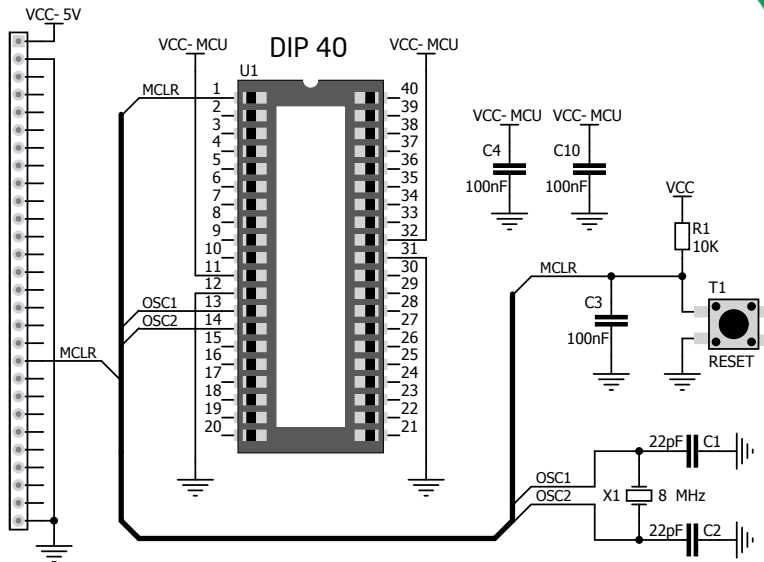 VCC- 5V
VCC- MCU
DIP 40
VCC- MCU
U1
MCLR
1
2
3
4
5
6
7
8
9
10
11
12
13
14
15
16
17
18
19
20
40
39
38
37
36
35
34
33
32
31
30
29
28
27
26
25
24
23
22
21
OSC1
OSC2
MCLR
VCC- MCU
VCC- MCU
C4
100nF
C10
100nF
VCC
R1
10K
MCLR
C3
100nF
T1
RESET
22pF C1
OSC1
OSC2
X1 8 MHz
22pF C2